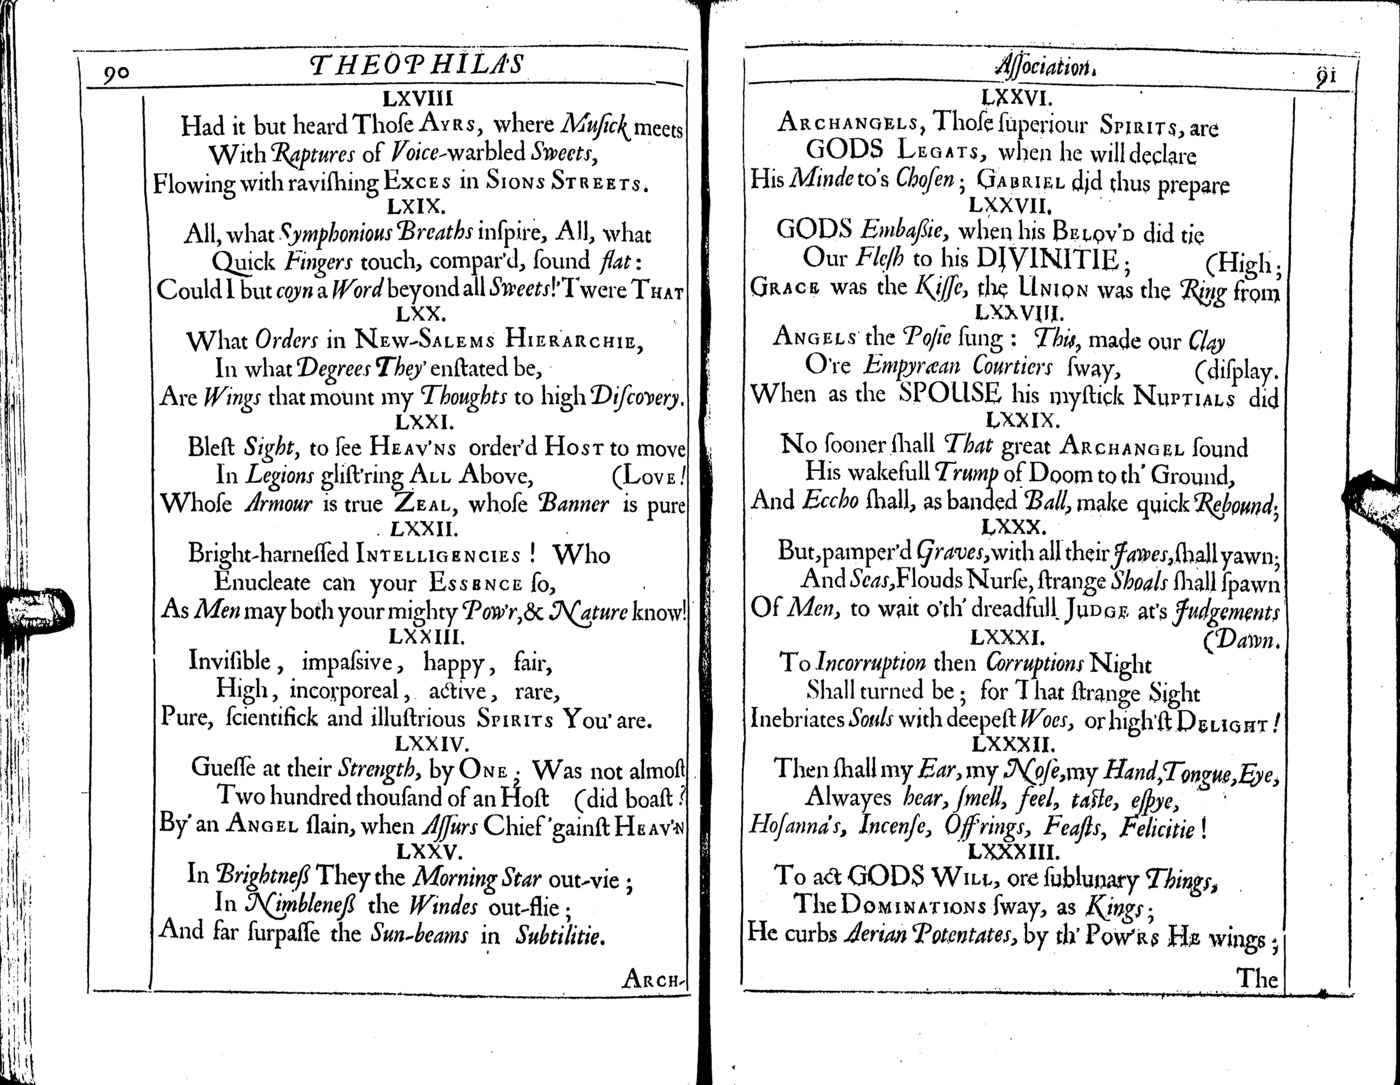 90
THEOPHILA'S
LXVIII
Had it but heard Thoſe AYRS, where Muſick meets
With Raptures of Voice-warbled Sweets,
Flowing with raviſhing EXCES in SIONS STREETS.
LXIX.
All, what Symphonious Breaths inſpire, All, what
Quick Fingers touch, compar'd, ſound flat:
Could I but coyn a Word beyond all Sweets! 'Twere THAT
LXX.
What Orders in NEW-SALEMS HIERARCHIE,
In what Degrees They' enſtated be,
Are Wings that mount my Thoughts to high Diſcovery.
LXXI.
Bleſt Sight, to ſee HEAV'NS order'd HOST to move
In Legions gliſt'ring ALL Above, (LOVE!
Whoſe Armour is true ZEAL, whoſe Banner is pure
LXXII.
Bright-harneſſed INTELLIGENCIES! Who
Enucleate can your ESSENCE ſo,
As Men may both your mighty Pow'r, & Nature know!
LXXIII.
Inviſible, impaſsive, happy, fair,
High, incorporeal, active, rare,
Pure, ſcientifick and illuſtrious SPIRITS YOU' are.
LXXIV.
Gueſſe at their Strength, by ONE; Was not almoſt
Two hundred thouſand of an Hoſt (did boaſt?
By' an ANGEL ſlain, when Aſſurs Chief 'gainſt HEAV'N
LXXV.
In Brightneß They the Morning Star out-vie;
In Nimbleneß the Windes out-flie;
And far ſurpaſſe the Sun-beams in Subtilitie.
ARCH-
Aſſociation.
91
LXXVI.
ARCHANGELS, Thoſe ſuperiour SPIRITS, are
GODS LEGATS, when he will declare
His Minde to's Choſen; GABRIEL did thus prepare
LXXVII.
GODS Embaßie, when his BELOV'D did tie
Our Fleſh to his DIVINITIE; (High;
GRACE was the Kiſſe, the UNION was the Ring from
LXXVIII.
ANGELS the Poſie ſung: This, made our Clay
O're Empyræan Courtiers ſway, (diſplay.
When as the SPOUSE his myſtick NUPTIALS did
LXXIX.
No ſooner ſhall That great ARCHANGEL ſound
His wakefull Trump of Doom to th' Ground,
And Eccho ſhall, as banded Ball, make quick Rebound;
LXXX.
But, pamper'd Graves, with all their Jawes, ſhall yawn;
And Seas, Flouds Nurſe, ſtrange Shoals ſhall ſpawn
Of Men, to wait o'th' dreadfull JUDGE at's Judgements
LXXXI. (Dawn.
To Incorruption then Corruptions Night
Shall turned be; for That ſtrange Sight
Inebriates Souls with deepeſt Woes, or high'ſt DELIGHT!
LXXXII.
Then ſhall my Ear, my Noſe, my Hand, Tongue, Eye,
Alwayes hear, ſmell, feel, taſte, eſpye,
Hoſanna's, Incenſe, Off'rings, Feaſts, Felicitie!
LXXXIII.
To act GODS WILL, ore ſublunary Things,
The DOMINATIONS ſway, as Kings;
He curbs Aerian Potentates, by th' POW'RS HE wings;
The